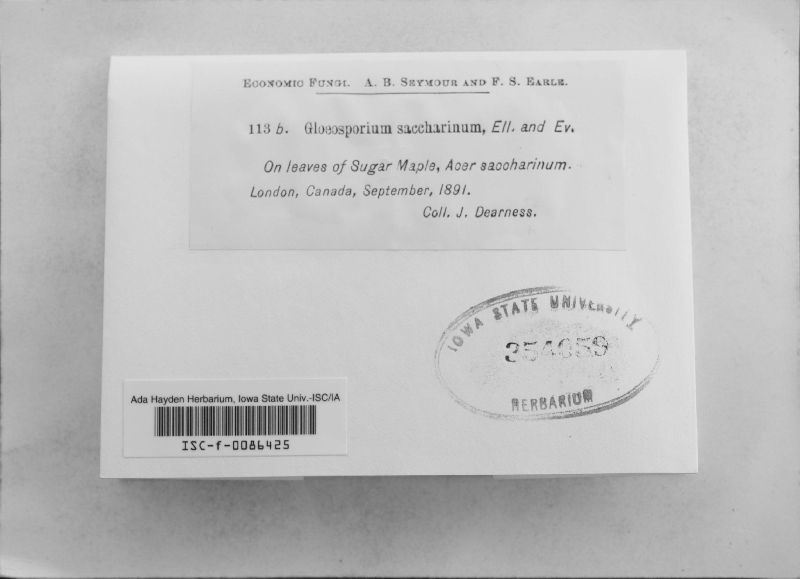 Economic Fungi. A. B. Seymour and F. S. Earle.
113 b. Gloeosporium saccharinum, Ell. and Ev.
On leaves of Sugar Maple, Acer saccharinum.
London, Canada, September, 1891.
Coll. J. Dearness.
IOWA STATE UNIVERSITY
354059
HERBARIUM
Ada Hayden Herbarium, Iowa State Univ.-ISC/IA
ISC-f-0086425